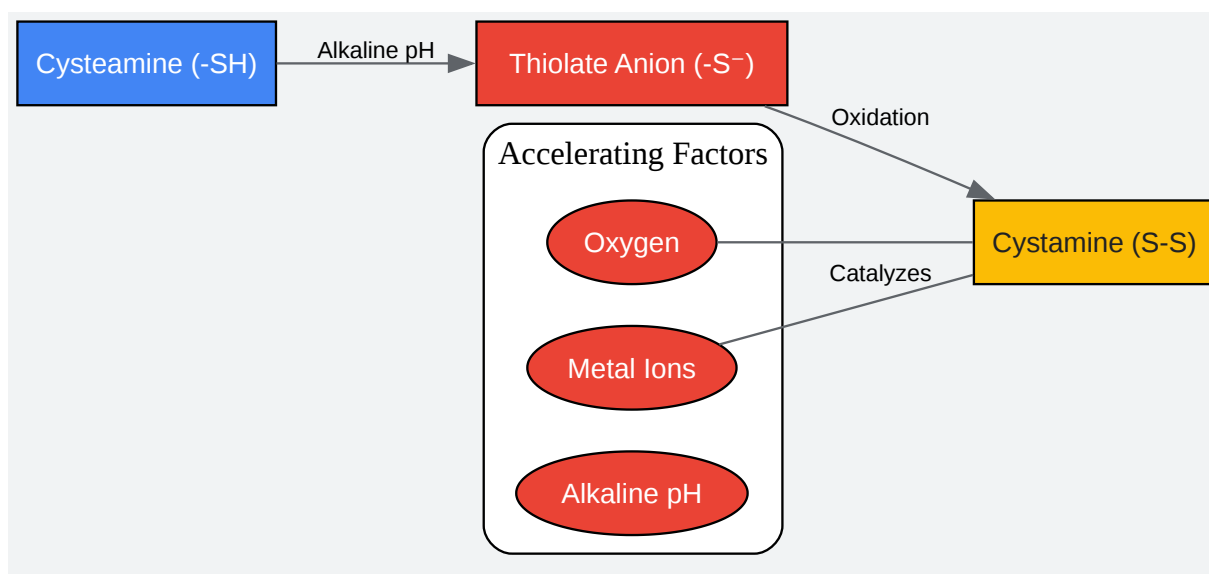 Cysteamine (-SH)
Alkaline pH
Thiolate Anion (-S⁻)
Oxidation
Accelerating Factors
Oxygen
Cystamine (S-S)
Catalyzes
Metal Ions
Alkaline pH